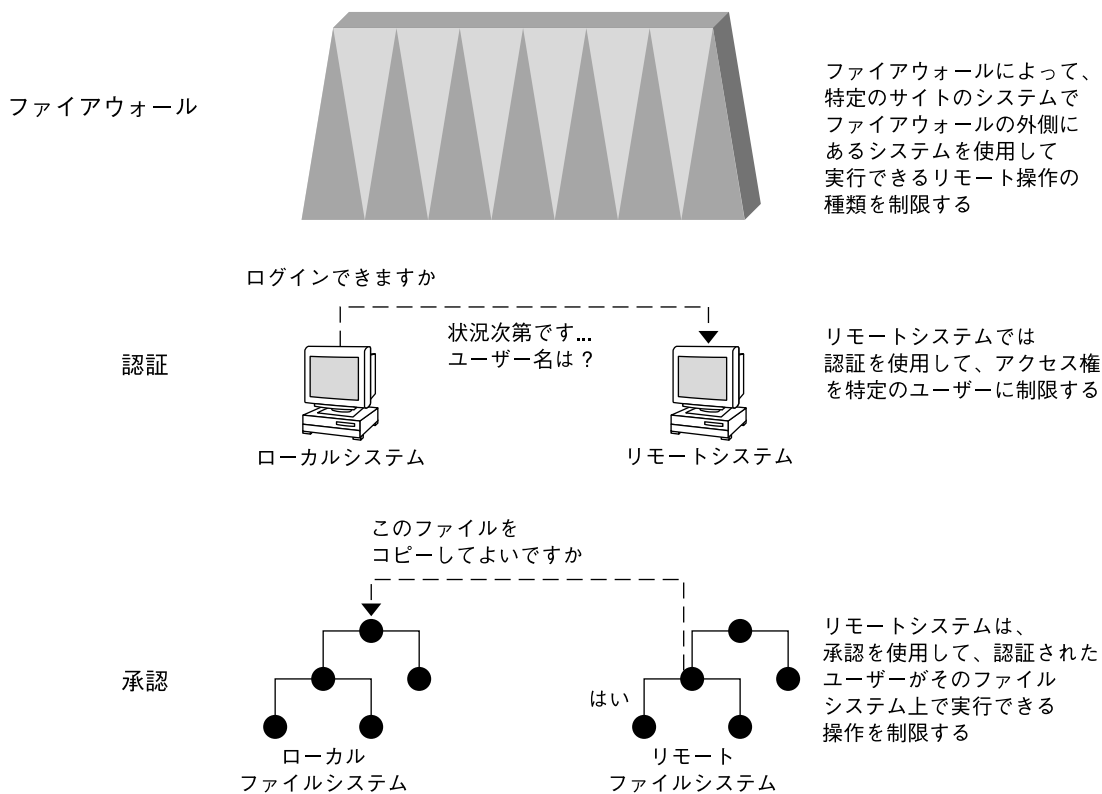 ファイアウォール
ファイアウォールによって、
特定のサイトのシステムで
ファイアウォールの外側に
あるシステムを使用して
実行できるリモート操作の
種類を制限する
ログインできますか
状況次第です...
ユーザー名は？
認証
リモートシステムでは
認証を使用して、アクセス権
を特定のユーザーに制限する
ローカルシステム
リモートシステム
このファイルを
コピーしてよいですか
承認
はい
リモートシステムは、
承認を使用して、認証された
ユーザーがそのファイル
システム上で実行できる
操作を制限する
ローカル
ファイルシステム
リモート
ファイルシステム